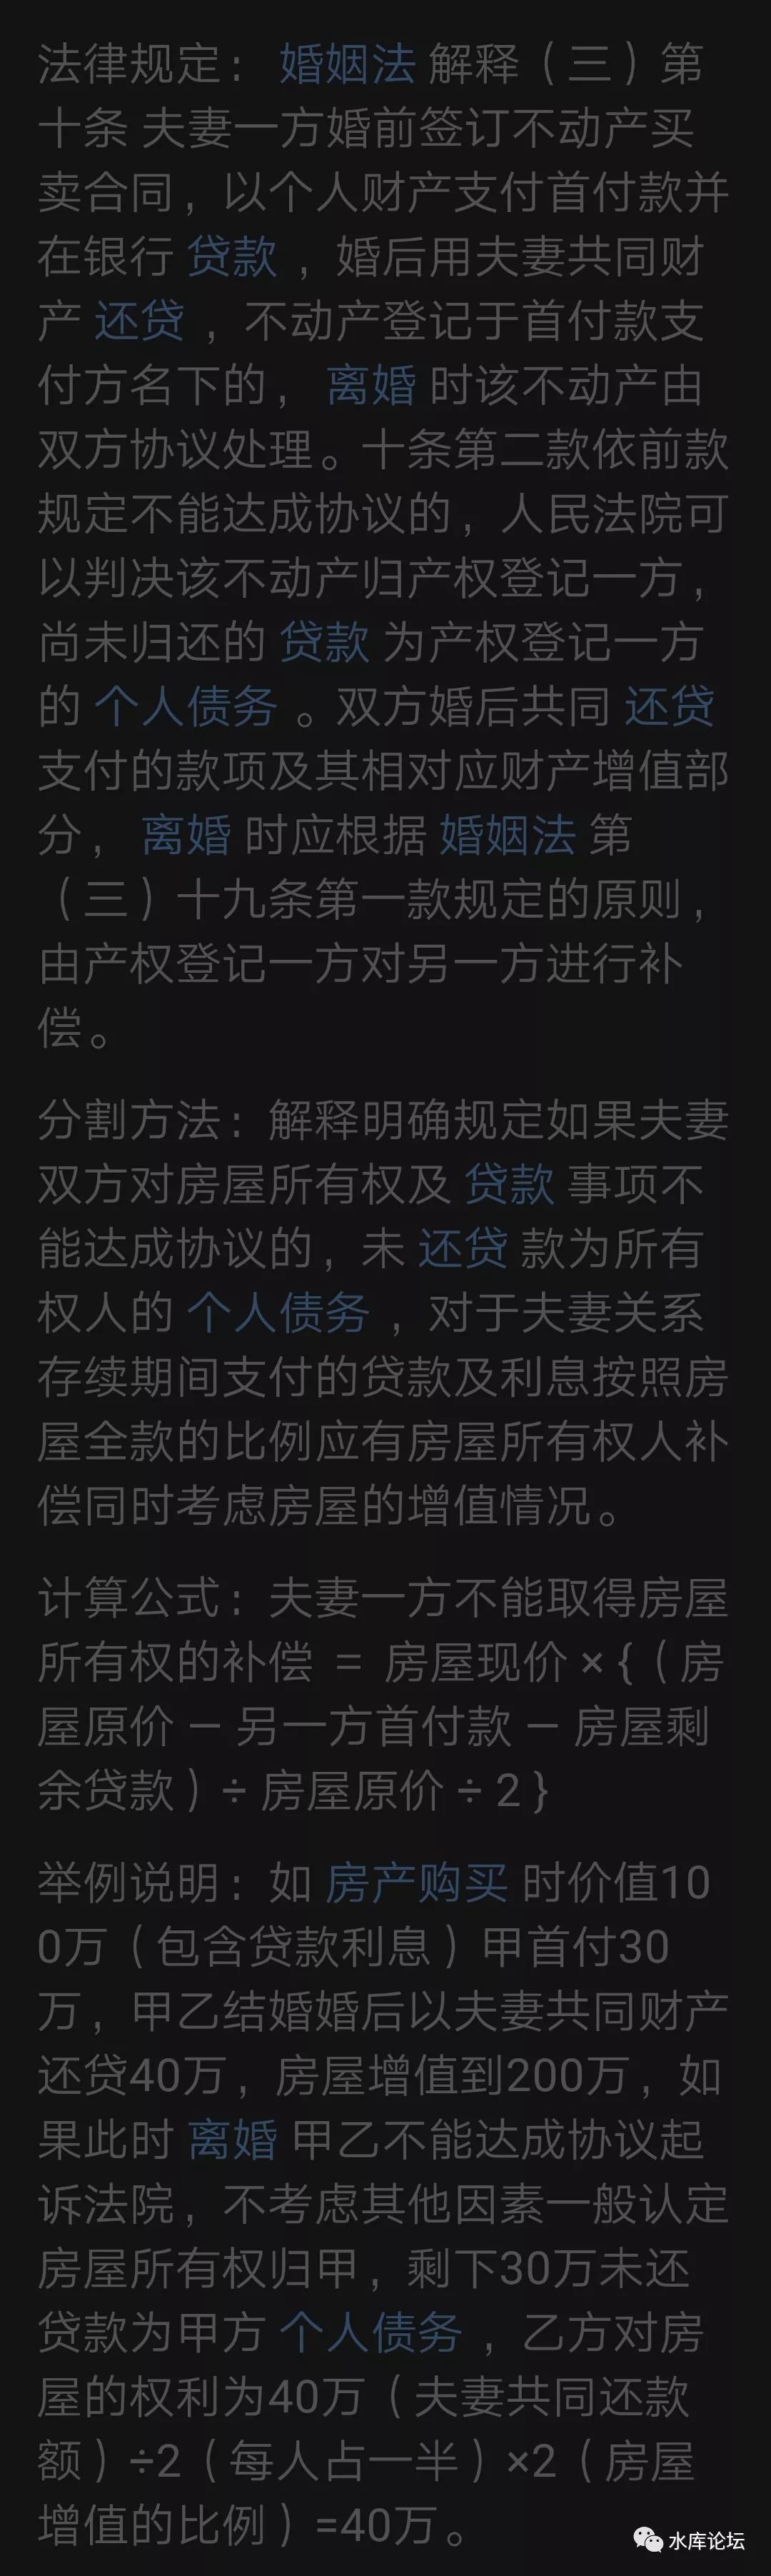 法律规定： 婚姻法 解释（三）第
十条 夫妻一方婚前签订不动产买
卖合同，以个人财产支付首付款并
在银行 贷款 ，婚后用夫妻共同财
产 还贷 ，不动产登记于首付款支
付方名下的， 离婚 时该不动产由
双方协议处理。十条第二款依前款
规定不能达成协议的，人民法院可
以判决该不动产归产权登记一方，
尚未归还的 贷款 为产权登记一方
的 个人债务 。双方婚后共同 还贷
支付的款项及其相对应财产增值部
分， 离婚 时应根据 婚姻法 第
（三）十九条第一款规定的原则，
由产权登记一方对另一方进行补
偿。
分割方法：解释明确规定如果夫妻
双方对房屋所有权及 贷款 事项不
能达成协议的，未 还贷 款为所有
权人的 个人债务 ，对于夫妻关系
存续期间支付的贷款及利息按照房
屋全款的比例应有房屋所有权人补
偿同时考虑房屋的增值情况。
计算公式：夫妻一方不能取得房屋
所有权的补偿 = 房屋现价 ×{（房
屋原价 － 另一方首付款 － 房屋剩
余贷款）÷ 房屋原价 ÷ 2 }
举例说明：如 房产购买 时价值10
0万（包含贷款利息）甲首付30
万，甲乙结婚婚后以夫妻共同财产
还贷40万，房屋增值到200万，如
果此时 离婚 甲乙不能达成协议起
诉法院，不考虑其他因素一般认定
房屋所有权归甲，剩下30万未还
贷款为甲方 个人债务 ，乙方对房
屋的权利为40万（夫妻共同还款
额）÷2（每人占一半）×2（房屋
增值的比例）=40万。
水库论坛